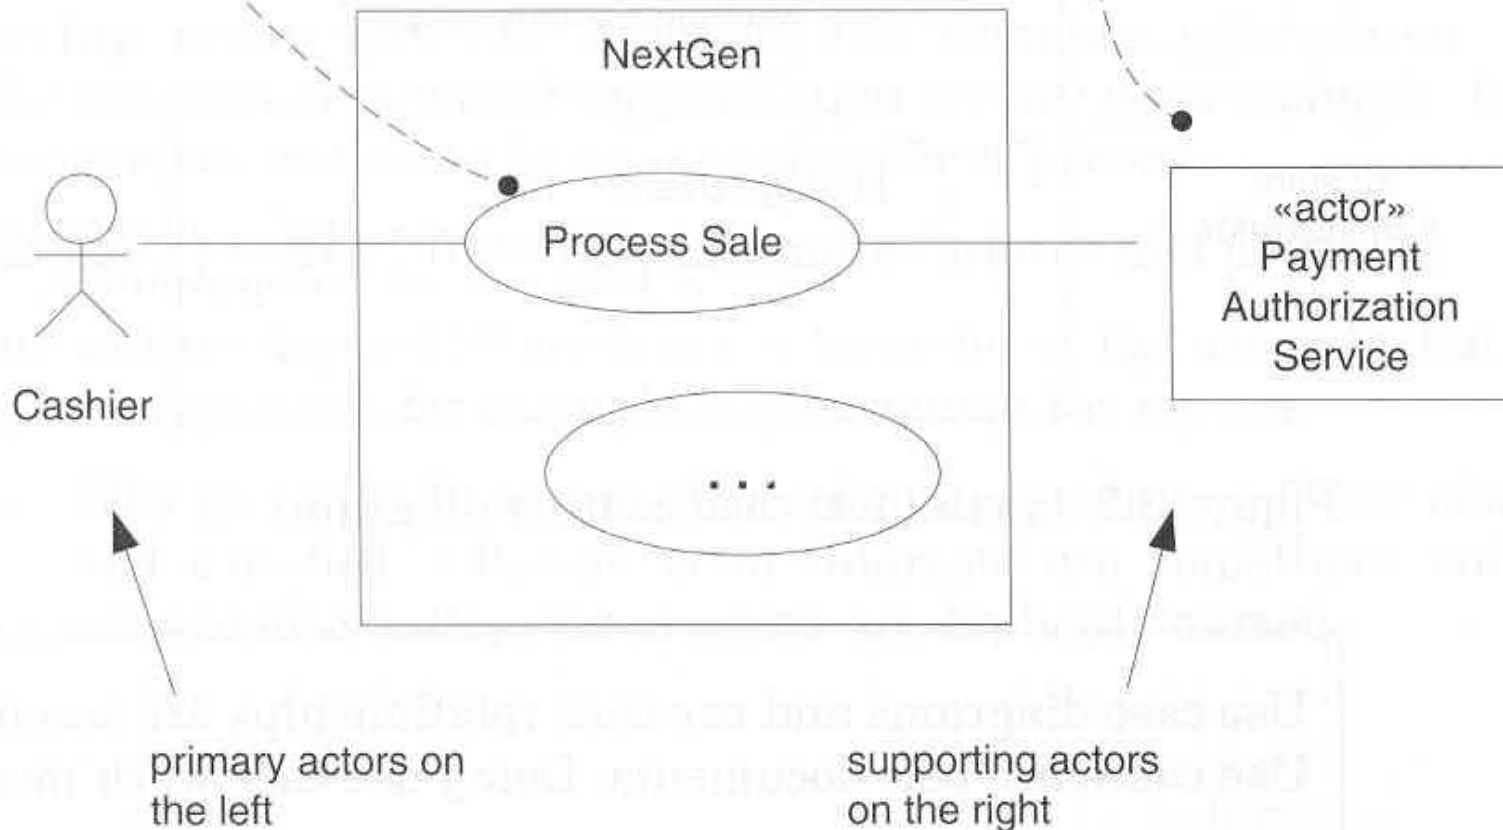 NextGen
Process Sale
«actor»
Payment
Authorization
Service
Cashier
...
primary actors on
the left
supporting actors
on the right